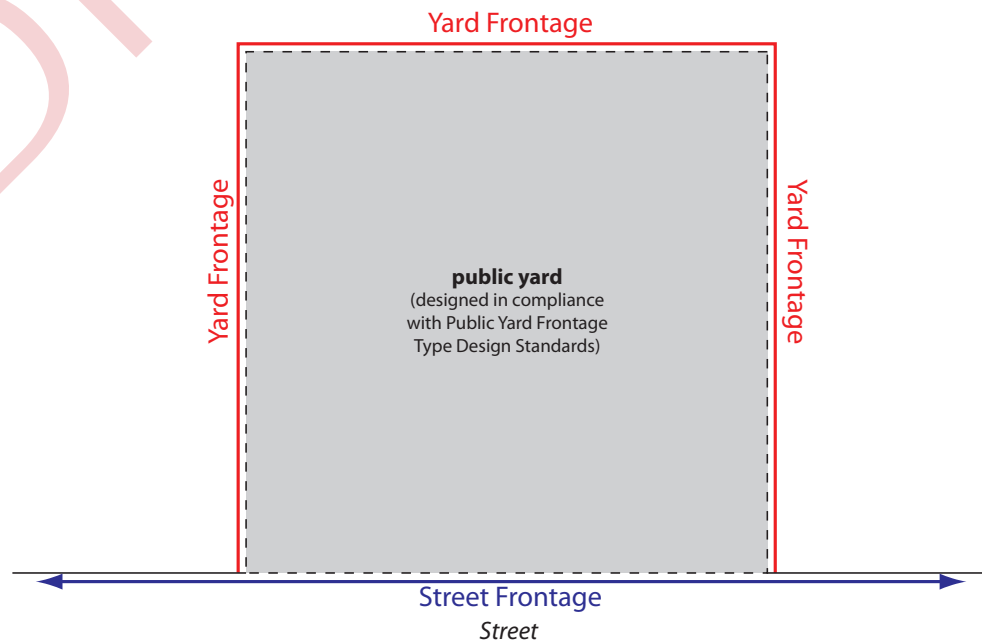 Yard Frontage
Yard Frontage
Yard Frontage
public yard
(designed in compliance
with Public Yard Frontage
Type Design Standards)
Street Frontage
Street